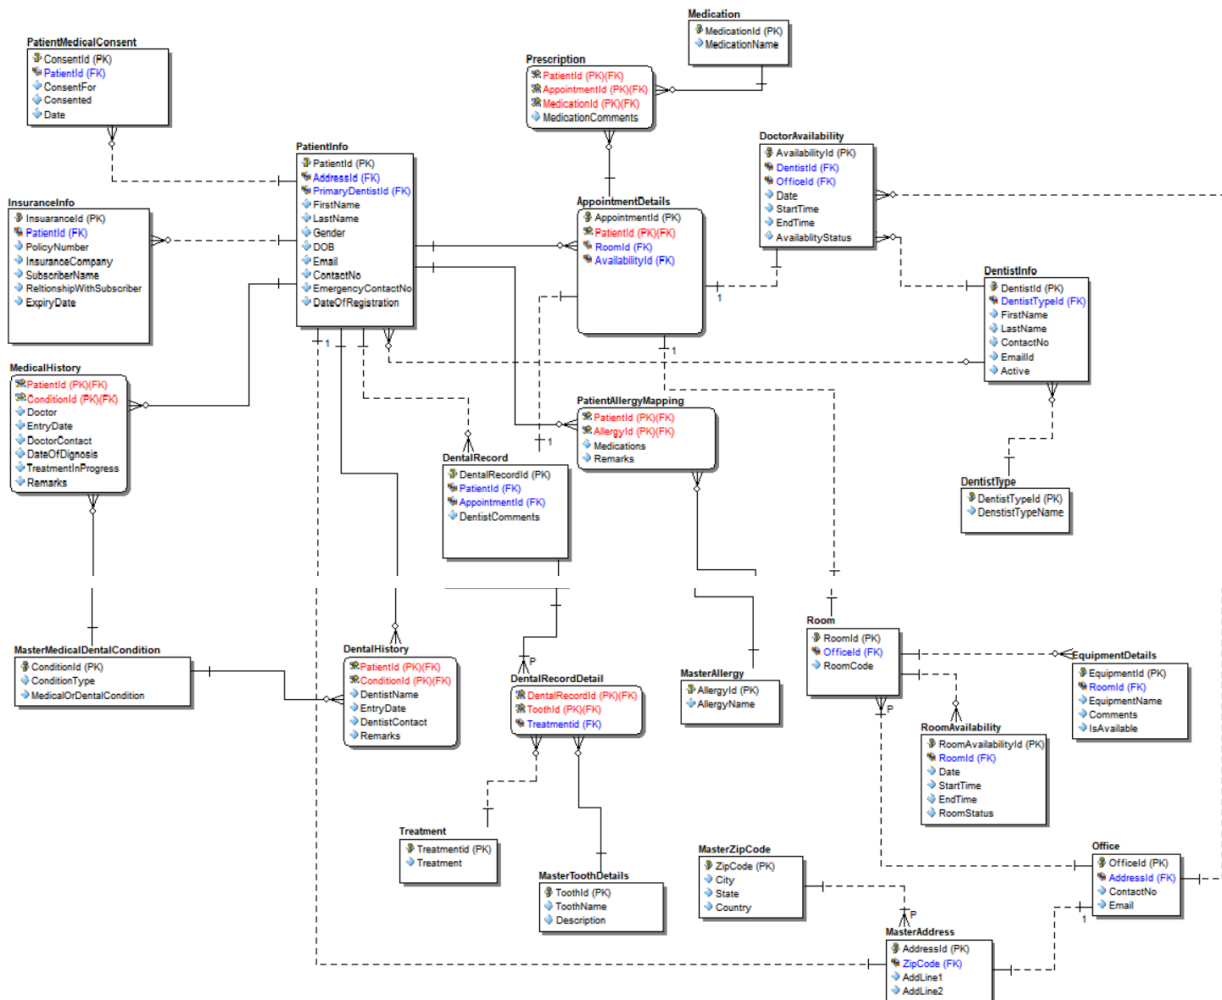 Medication
MedicationId (PK)
MedicationName
PatientMedicalConsent
ConsentId (PK)
PatientId (FK)
ConsentFor
Consented
Date
Prescription
PatientId (PK)(FK)
AppointmentId (PK)(FK)
MedicationId (PK)(FK)
MedicationComments
DoctorAvailability
AvailabilityId (PK)
DentistId (FK)
OfficeId (FK)
Date
StartTime
EndTime
AvailablityStatus
PatientInfo
PatientId (PK)
AddressId (FK)
PrimaryDentistId (FK)
FirstName
LastName
Gender
DOB
Email
ContactNo
EmergencyContactNo
DateOfRegistration
1
InsuranceInfo
InsuaranceId (PK)
PatientId (FK)
PolicyNumber
InsuranceCompany
SubscriberName
ReltionshipWithSubscriber
ExpiryDate
AppointmentDetails
AppointmentId (PK)
PatientId (PK)(FK)
RoomId (FK)
AvailabilityId (FK)
1
1
1
DentistInfo
DentistId (PK)
DentistTypeId (FK)
FirstName
LastName
ContactNo
EmailId
Active
MedicalHistory
PatientId (PK)(FK)
ConditionId (PK)(FK)
Doctor
EntryDate
DoctorContact
DateOfDignosis
TreatmentInProgress
Remarks
PatientAllergyMapping
PatientId (PK)(FK)
AllergyId (PK)(FK)
Medications
Remarks
DentalRecord
DentalRecordId (PK)
PatientId (FK)
AppointmentId (FK)
DentistComments
DentistType
DentistTypeId (PK)
DenstistTypeName
MasterMedicalDentalCondition
ConditionId (PK)
ConditionType
MedicalOrDentalCondition
DentalHistory
PatientId (PK)(FK)
ConditionId (PK)(FK)
DentistName
EntryDate
DentistContact
Remarks
P
DentalRecordDetail
DentalRecordId (PK)(FK)
ToothId (PK)(FK)
Treatmentid (FK)
MasterAllergy
AllergyId (PK)
AllergyName
Room
RoomId (PK)
OfficeId (FK)
RoomCode
P
EquipmentDetails
EquipmentId (PK)
RoomId (FK)
EquipmentName
Comments
IsAvailable
RoomAvailability
RoomAvailabilityId (PK)
RoomId (FK)
Date
StartTime
EndTime
RoomStatus
Treatment
Treatmentid (PK)
Treatment
MasterToothDetails
ToothId (PK)
ToothName
Description
MasterZipCode
ZipCode (PK)
City
State
Country
Office
OfficeId (PK)
AddressId (FK)
ContactNo
Email
1
P
MasterAddress
AddressId (PK)
ZipCode (FK)
AddLine1
AddLine2